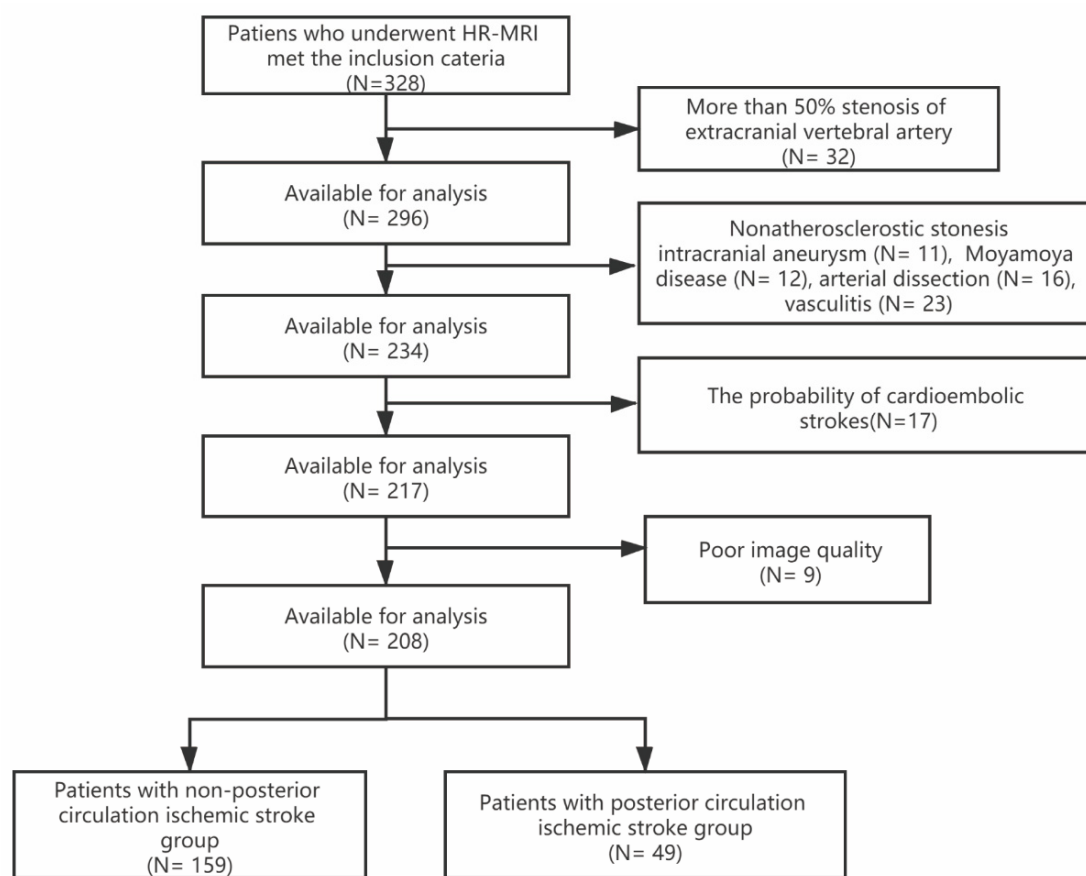 Patiens who underwent HR-MRI
met the inclusion cateria
(N=328)
More than 50% stenosis of
extracranial vertebral artery
(N= 32)
Available for analysis
(N= 296)
Nonatherosclerostic stonesis
intracranial aneurysm (N= 11),  Moyamoya
disease (N= 12), arterial dissection (N= 16),
vasculitis (N= 23)
Available for analysis
(N= 234)
The probability of cardioembolic
strokes(N=17)
Available for analysis
(N= 217)
Poor image quality
(N= 9)
Available for analysis
(N= 208)
Patients with non-posterior
circulation ischemic stroke
group
(N= 159)
Patients with posterior circulation
ischemic stroke group
(N= 49)